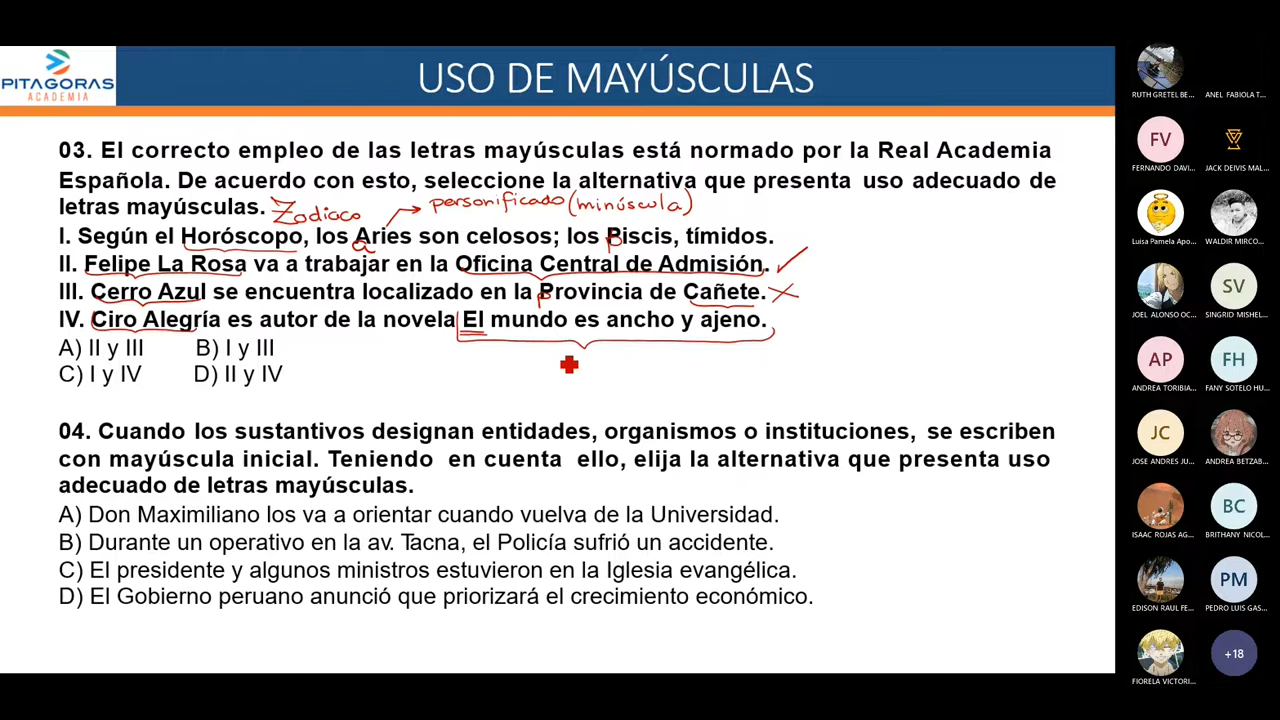 PITAGORAS
ACADEMIA
USO DE MAYÚSCULAS
03. El correcto empleo de las letras mayúsculas está normado por la Real Academia
Española. De acuerdo con esto, seleccione la alternativa que presenta uso adecuado de
letras mayúsculas. Zodiaco personificado (minúscula)
I. Según el Horóscopo, los Aries son celosos; los Piscis, tímidos.
a p
II. Felipe La Rosa va a trabajar en la Oficina Central de Admisión.
III. Cerro Azul se encuentra localizado en la Provincia de Cañete.
p
IV. Ciro Alegría es autor de la novela El mundo es ancho y ajeno.
A) II y III B) I y III
C) I y IV D) II y IV
04. Cuando los sustantivos designan entidades, organismos o instituciones, se escriben
con mayúscula inicial. Teniendo en cuenta ello, elija la alternativa que presenta uso
adecuado de letras mayúsculas.
A) Don Maximiliano los va a orientar cuando vuelva de la Universidad.
B) Durante un operativo en la av. Tacna, el Policía sufrió un accidente.
C) El presidente y algunos ministros estuvieron en la Iglesia evangélica.
D) El Gobierno peruano anunció que priorizará el crecimiento económico.
RUTH GRETEL BE... ANEL FABIOLA T...
FV
FERNANDO DAVI... JACK DEIVIS MAL...
Luisa Pamela Apo... WALDIR MIRCO...
SV
JOEL ALONSO OC... SINGRID MISHEL...
AP FH
ANDREA TORIBIA... FANY SOTELO HU...
JC
JOSE ANDRES JU... ANDREA BETZAB...
BC
ISAAC ROJAS AG... BRITHANY NICOL...
PM
EDISON RAUL FE... PEDRO LUIS GAS...
+18
FIORELA VICTORI...